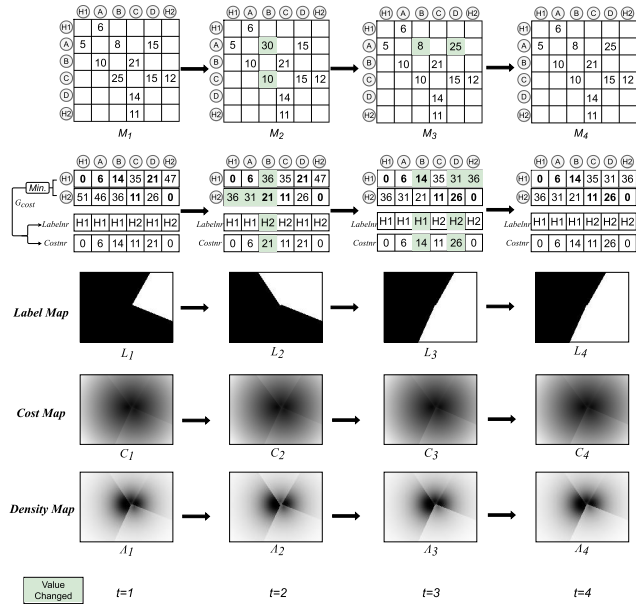 H1 A B C D H2 H1 A B C D H2 H1 A B C D H2 H1 A B C D H2
H1 6 H1 6 H1 6 H1 6
A 5 8 15 A 5 30 15 A 5 8 25 A 5 8 25
B 10 21 B 10 21 B 10 21 B 10 21
C 25 15 12 C 10 15 12 C 10 15 12 C 10 15 12
D 14 D 14 D 14 D 14
H2 11 H2 11 H2 11 H2 11
M1 M2 M3 M4
H1 A B C D H2 H1 A B C D H2 H1 A B C D H2 H1 A B C D H2
Min. H1 0 6 14 35 21 47 H1 0 6 36 35 21 47 H1 0 6 14 35 31 36 H1 0 6 14 35 31 36
Gcost H2 51 46 36 11 26 0 H2 36 31 21 11 26 0 H2 36 31 21 11 26 0 H2 36 31 21 11 26 0
Labelnr H1 H1 H1 H2 H1 H2 Labelnr H1 H1 H2 H2 H1 H2 Labelnr H1 H1 H1 H2 H2 H2 Labelnr H1 H1 H1 H2 H2 H2
Costnr 0 6 14 11 21 0 Costnr 0 6 21 11 21 0 Costnr 0 6 14 11 26 0 Costnr 0 6 14 11 26 0
Label Map
L1 L2 L3 L4
Cost Map
C1 C2 C3 C4
Density Map
Λ1 Λ2 Λ3 Λ4
Value Changed
t=1 t=2 t=3 t=4